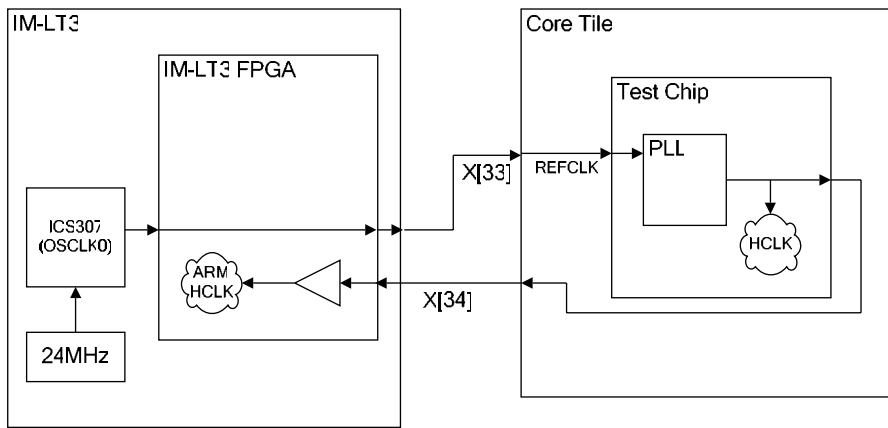 IM-LT3
IM-LT3 FPGA
ICS307
(OSCLK0)
24MHz
ARM
HCLK
X[33]
X[34]
Core Tile
Test Chip
REFCLK
PLL
HCLK